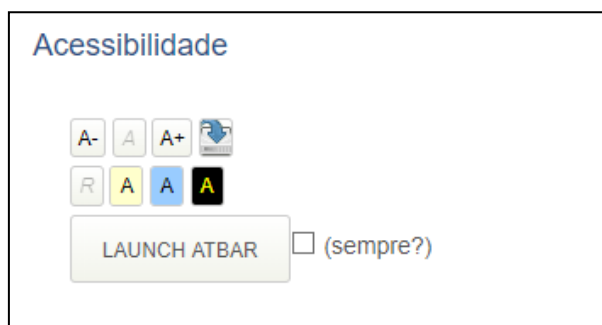 Acessibilidade
A- A A+
R A A A
LAUNCH ATBAR (sempre?)